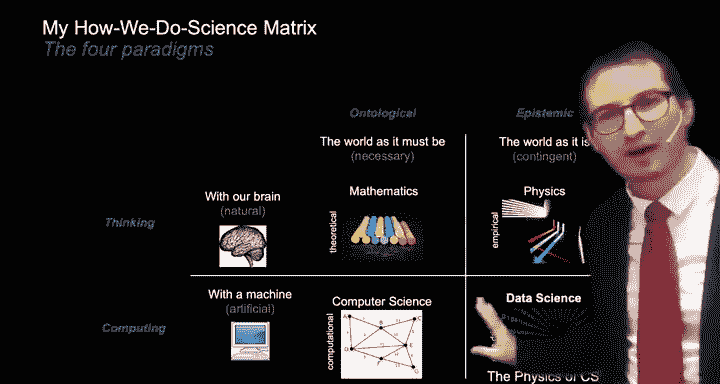 My How-We-Do-Science Matrix
The four paradigms
Ontological
Epistemic
The world as it must be
(necessary)
The world as it is
(contingent)
Thinking
With our brain
(natural)
Mathematics
theoretical
Physics
empirical
Computing
With a machine
(artificial)
Computer Science
computational
Data Science
The Physics of CS